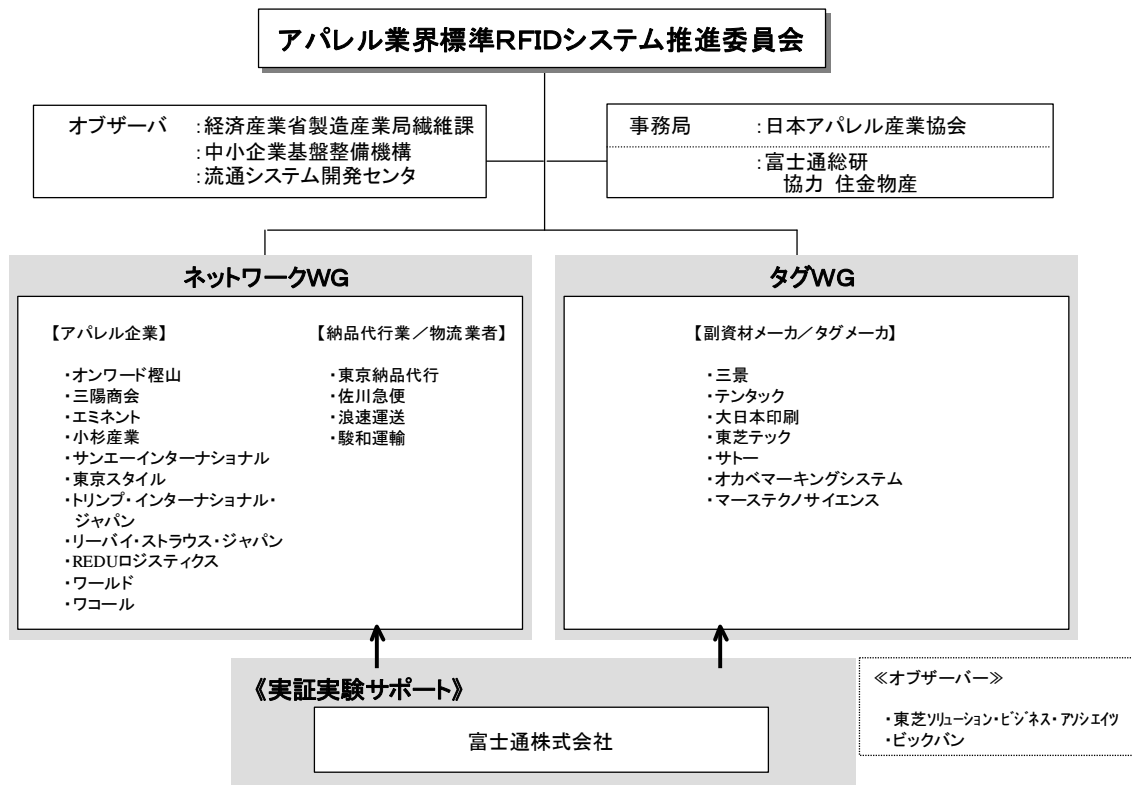 アパレル業界標準RFIDシステム推進委員会
オブザーバ :経済産業省製造産業局繊維課
:中小企業基盤整備機構
:流通システム開発センタ
事務局 :日本アパレル産業協会
:富士通総研
協力 住金物産
ネットワークWG
【アパレル企業】
・オンワード樫山
・三陽商会
・エミネント
・小杉産業
・サンエーインターナショナル
・東京スタイル
・トリンプ・インターナショナル・
ジャパン
・リーバイ・ストラウス・ジャパン
・REDUロジスティクス
・ワールド
・ワコール
【納品代行業/物流業者】
・東京納品代行
・佐川急便
・浪速運送
・駿和運輸
タグWG
【副資材メーカ/タグメーカ】
・三景
・テンタック
・大日本印刷
・東芝テック
・サトー
・オカベマーキングシステム
・マーステクノサイエンス
《実証実験サポート》
富士通株式会社
≪オブザーバー≫
・東芝ソリューション・ビジネス・アソシエイツ
・ビックバン